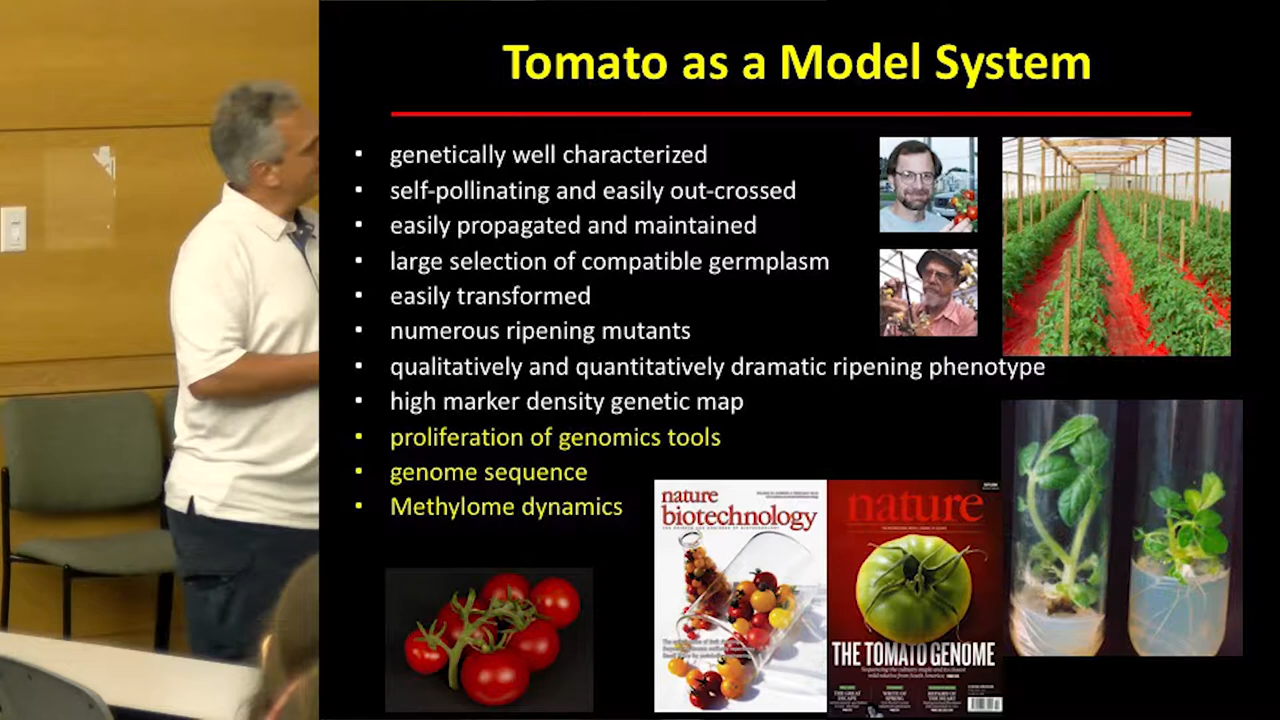 Tomato as a Model System
genetically well characterized
self-pollinating and easily out-crossed
easily propagated and maintained
large selection of compatible germplasm
easily transformed
numerous ripening mutants
qualitatively and quantitatively dramatic ripening phenotype
high marker density genetic map
proliferation of genomics tools
genome sequence
Methylome dynamics
nature
biotechnology
nature
THE TOMATO GENOME